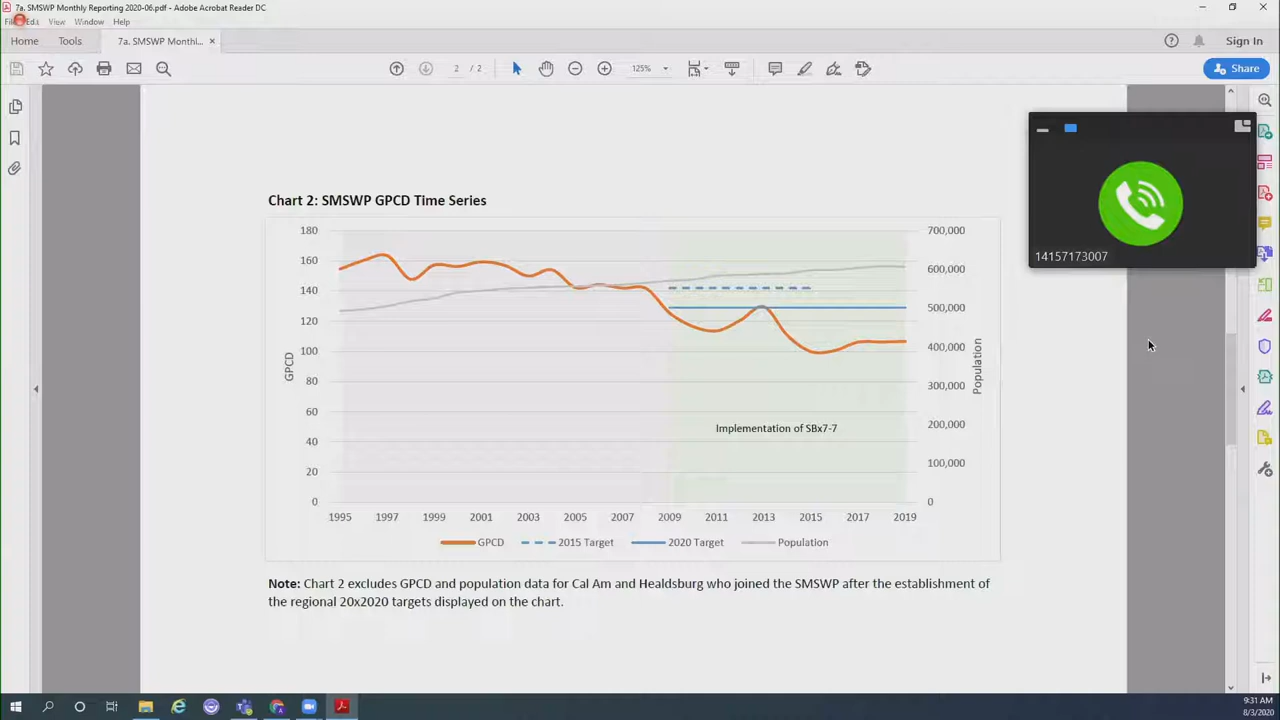 7a. SMSWP Monthly Reporting 2020-06.pdf - Adobe Acrobat Reader DC
File Edit View Window Help
Home Tools 7a. SMSWP Monthl... × Sign In
2 / 2 125% Share
14157173007
Chart 2: SMSWP GPCD Time Series
180 700,000
160 600,000
140 500,000
120 400,000
100 300,000
80 200,000
60 100,000
40 0
20
0
GPCD
Population
Implementation of SBx7-7
1995 1997 1999 2001 2003 2005 2007 2009 2011 2013 2015 2017 2019
GPCD 2015 Target 2020 Target Population
Note: Chart 2 excludes GPCD and population data for Cal Am and Healdsburg who joined the SMSWP after the establishment of
the regional 20x2020 targets displayed on the chart.
9:31 AM
8/3/2020